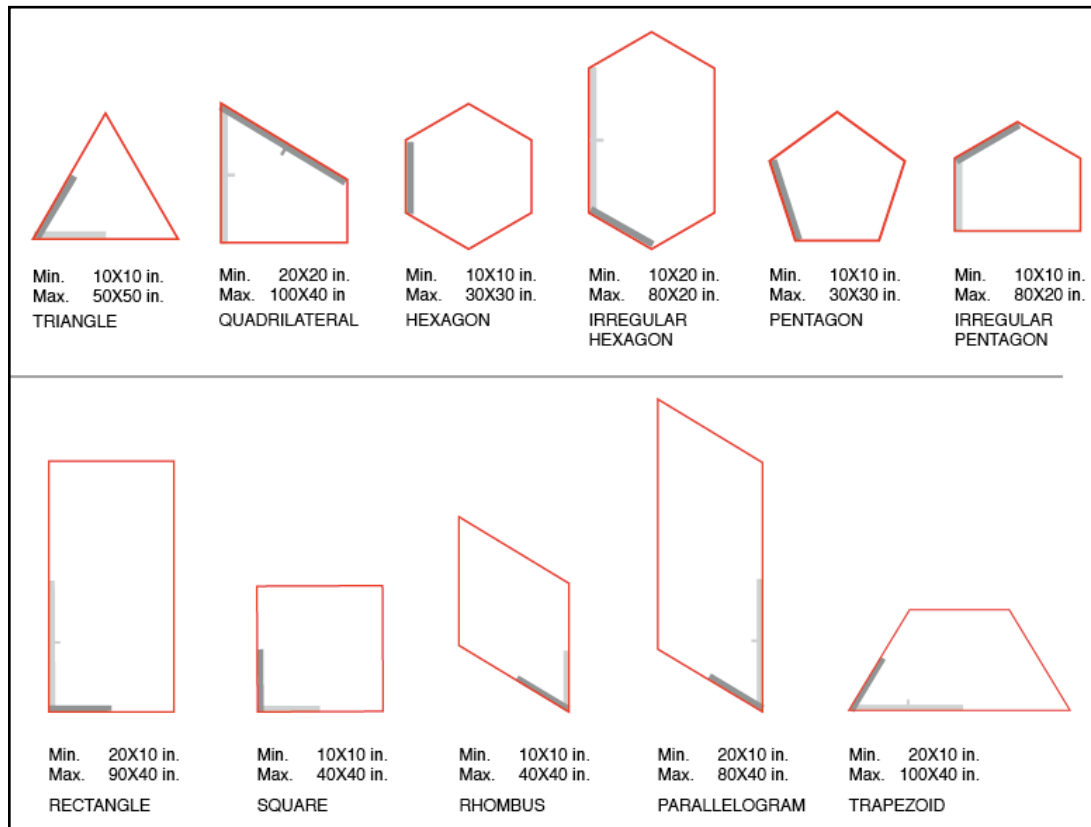 Min. 10X10 in.
Max. 50X50 in.
TRIANGLE
Min. 20X20 in.
Max. 100X40 in
QUADRILATERAL
Min. 10X10 in.
Max. 30X30 in.
HEXAGON
Min. 10X20 in.
Max. 80X20 in.
IRREGULAR
HEXAGON
Min. 10X10 in.
Max. 30X30 in.
PENTAGON
Min. 10X10 in.
Max. 80X20 in.
IRREGULAR
PENTAGON
Min. 20X10 in.
Max. 90X40 in.
RECTANGLE
Min. 10X10 in.
Max. 40X40 in.
SQUARE
Min. 10X10 in.
Max. 40X40 in.
RHOMBUS
Min. 20X10 in.
Max. 80X40 in.
PARALLELOGRAM
Min. 20X10 in.
Max. 100X40 in.
TRAPEZOID